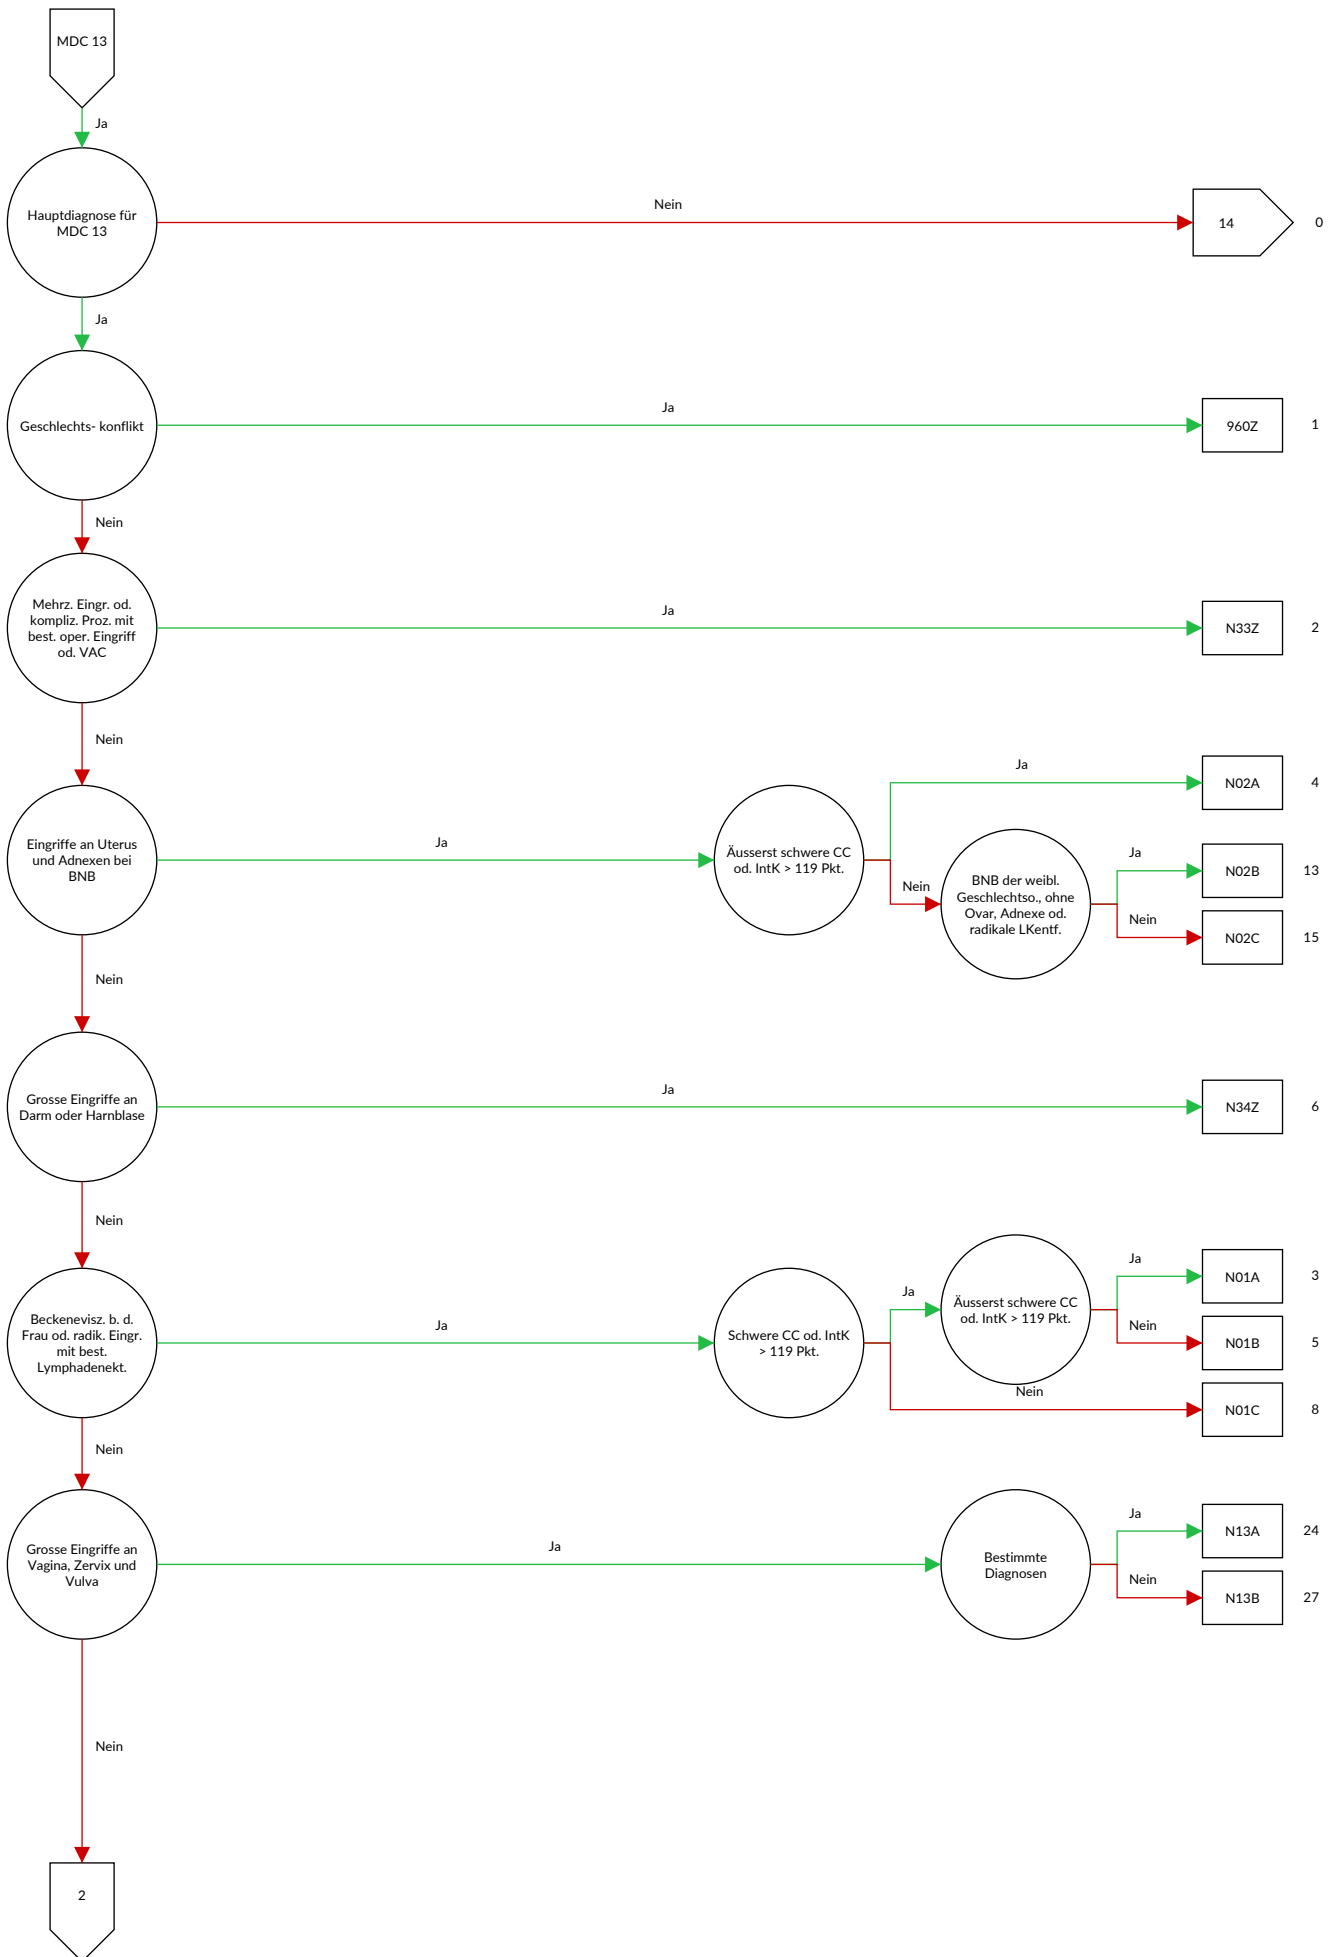 MDC 13
Ja
Hauptdiagnose für
MDC 13
Nein
14
0
Ja
Geschlechts- konflikt
Ja
960Z
1
Nein
Mehrz. Eingr. od.
kompliz. Proz. mit
best. oper. Eingriff
od. VAC
Ja
N33Z
2
Nein
Eingriffe an Uterus
und Adnexen bei
BNB
Ja
Äusserst schwere CC
od. IntK > 119 Pkt.
Ja
N02A
4
Nein
BNB der weibl.
Geschlechtso., ohne
Ovar, Adnexe od.
radikale LKentf.
Ja
N02B
13
Nein
N02C
15
Nein
Grosse Eingriffe an
Darm oder Harnblase
Ja
N34Z
6
Nein
Beckenevisz. b. d.
Frau od. radik. Eingr.
mit best.
Lymphadenekt.
Ja
Schwere CC od. IntK
> 119 Pkt.
Ja
Äusserst schwere CC
od. IntK > 119 Pkt.
Ja
N01A
3
Nein
N01B
5
Nein
N01C
8
Nein
Grosse Eingriffe an
Vagina, Zervix und
Vulva
Ja
Bestimmte
Diagnosen
Ja
N13A
24
Nein
N13B
27
Nein
2